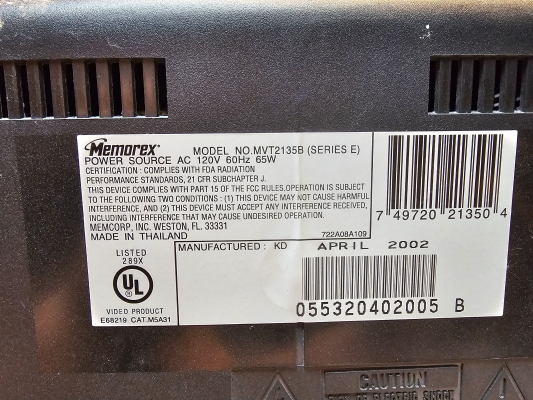 Memorex MODEL NO.MVT2135B (SERIES E)
POWER SOURCE AC 120V 60Hz 65W
CERTIFICATION : COMPLIES WITH FDA RADIATION
PERFORMANCE STANDARDS, 21 CFR SUBCHAPTER J.
THIS DEVICE COMPLIES WITH PART 15 OF THE FCC RULES.OPERATION IS SUBJECT
TO THE FOLLOWING TWO CONDITIONS : (1) THIS DEVICE MAY NOT CAUSE HARMFUL
INTERFERENCE, AND (2) THIS DEVICE MUST ACCEPT ANY INTERFERENCE
THAT MAY CAUSE UNDESIRED OPERATION.
MEMCORP, INC. WESTON, FL. 33331
MADE IN THAILAND
722A08A109
7 49720 21350 4
MANUFACTURED : KD APRIL 2002
LISTED
289X
UL
VIDEO PRODUCT
E68219 CAT.M5A31
055320402005 B
CAUTION
RISK OF ELECTRIC SHOCK